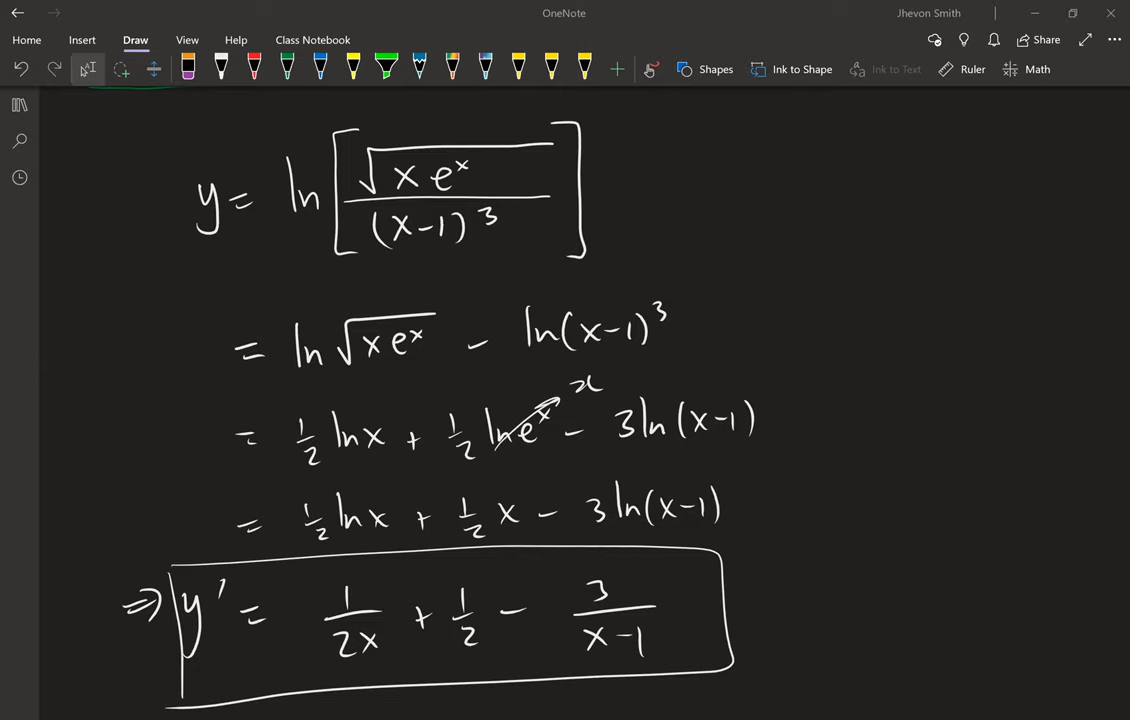 OneNote
Jhevon Smith
Home Insert Draw View Help Class Notebook Share
Shapes Ink to Shape Ink to Text Ruler Math
y = ln [ √(x e^x) / (x-1)^3 ]
= ln √(x e^x) - ln(x-1)^3
= 1/2 ln x + 1/2 ln e^x x - 3 ln (x-1)
= 1/2 ln x + 1/2 x - 3 ln(x-1)
⇒ y' = 1/(2x) + 1/2 - 3/(x-1)